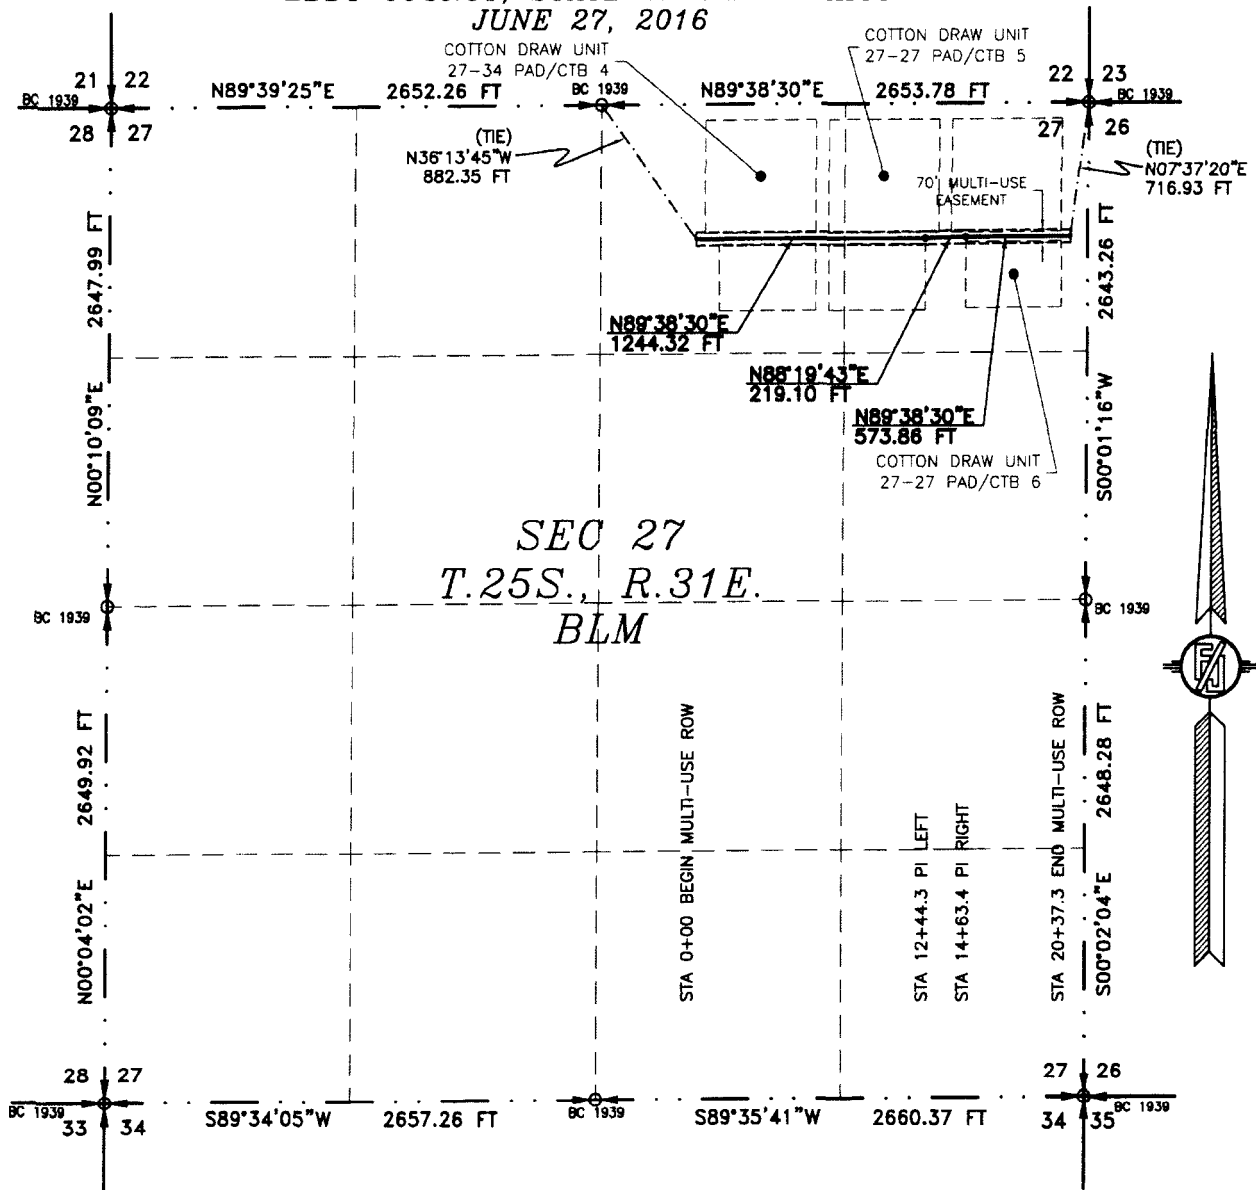 JUNE 27, 2016
COTTON DRAW UNIT
27-34 PAD/CTB 4
COTTON DRAW UNIT
27-27 PAD/CTB 5
21 22
BC 1939
28 27
N89°39'25"E 2652.26 FT
BC 1939
N89°38'30"E 2653.78 FT
22 23
BC 1939
27 26
(TIE)
N36°13'45"W
882.35 FT
(TIE)
N07°37'20"E
716.93 FT
70' MULTI-USE
EASEMENT
2647.99 FT
N00°10'09"E
2643.26 FT
S00°01'16"W
N89°38'30"E
1244.32 FT
N88°19'43"E
219.10 FT
N89°38'30"E
573.86 FT
COTTON DRAW UNIT
27-27 PAD/CTB 6
SEC 27
T.25S., R.31E.
BLM
BC 1939
BC 1939
2649.92 FT
N00°04'02"E
STA 0+00 BEGIN MULTI-USE ROW
STA 12+44.3 PI LEFT
STA 14+63.4 PI RIGHT
STA 20+37.3 END MULTI-USE ROW
2648.28 FT
S00°02'04"E
28 27
BC 1939
33 34
S89°34'05"W 2657.26 FT
BC 1939
S89°35'41"W 2660.37 FT
27 26
BC 1939
34 35